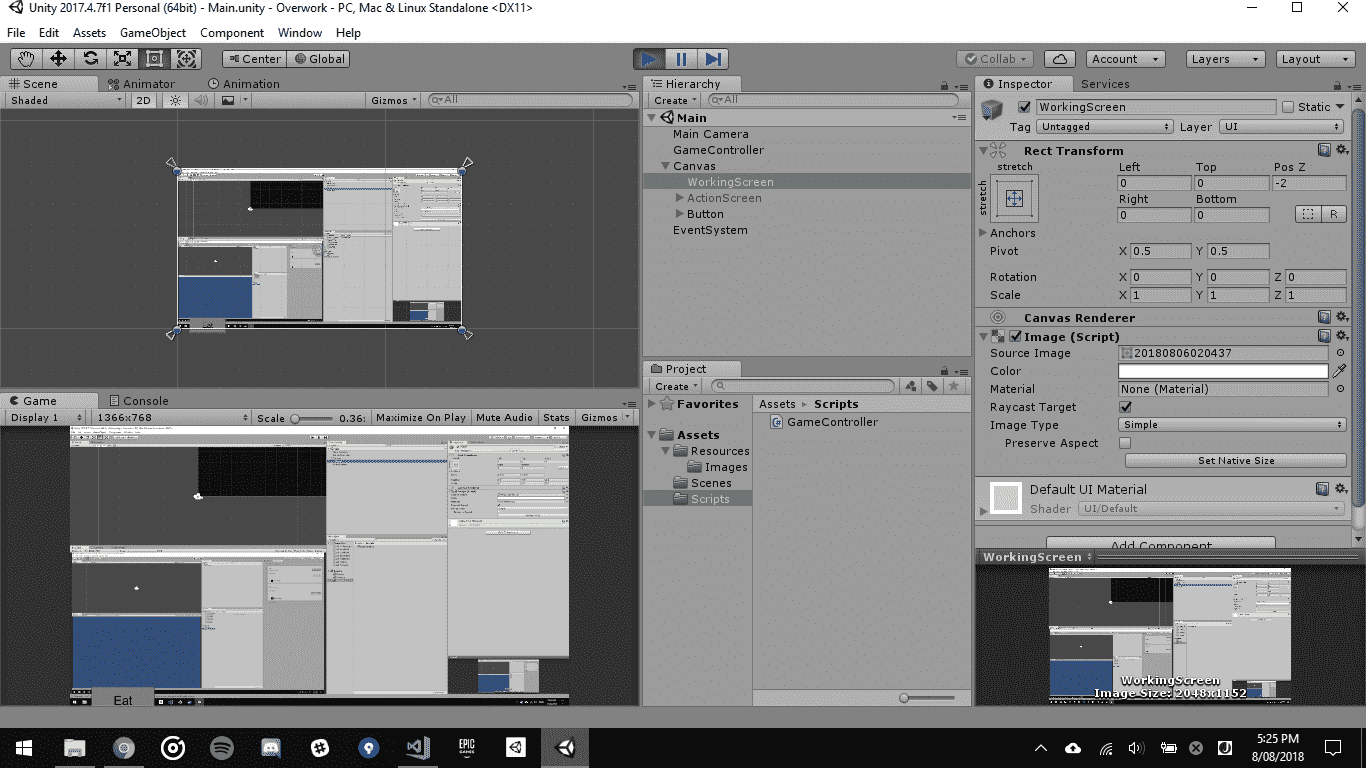 Unity 2017.4.7f1 Personal (64bit) - Main.unity - Overwork - PC, Mac & Linux Standalone <DX11>
File Edit Assets GameObject Component Window Help
Center Global
Collab Account Layers Layout
Scene Animator Animation
Shaded 2D Gizmos All
Hierarchy
Create All
Main
Main Camera
GameController
Canvas
WorkingScreen
ActionScreen
Button
EventSystem
Inspector Services
WorkingScreen Static
Tag Untagged Layer UI
Rect Transform
stretch
stretch
Left Top Pos Z
0 0 -2
Right Bottom
0 0 R
Anchors
Pivot X 0.5 Y 0.5
Rotation X 0 Y 0 Z 0
Scale X 1 Y 1 Z 1
Canvas Renderer
Image (Script)
Source Image 20180806020437
Color
Material None (Material)
Raycast Target
Image Type Simple
Preserve Aspect
Set Native Size
Default UI Material
Shader UI/Default
Add Component
WorkingScreen
WorkingScreen
Image Size: 2048x1152
Game Console
Display 1 1366x768 Scale 0.36: Maximize On Play Mute Audio Stats Gizmos
Eat
Project
Create
Favorites
Assets
Resources
Images
Scenes
Scripts
Assets Scripts
GameController
EPIC GAMES
5:25 PM
8/08/2018